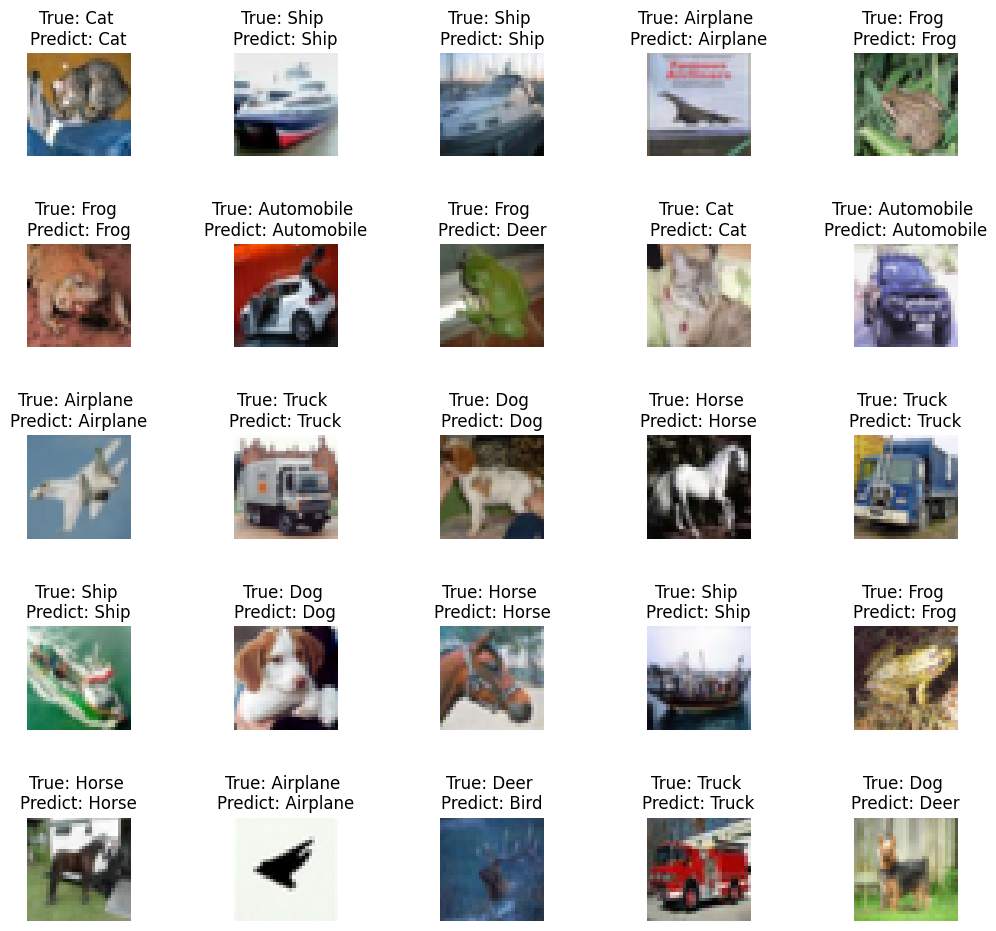 True: Cat
Predict: Cat
True: Ship
Predict: Ship
True: Ship
Predict: Ship
True: Airplane
Predict: Airplane
True: Frog
Predict: Frog
True: Frog
Predict: Frog
True: Automobile
Predict: Automobile
True: Frog
Predict: Deer
True: Cat
Predict: Cat
True: Automobile
Predict: Automobile
True: Airplane
Predict: Airplane
True: Truck
Predict: Truck
True: Dog
Predict: Dog
True: Horse
Predict: Horse
True: Truck
Predict: Truck
True: Ship
Predict: Ship
True: Dog
Predict: Dog
True: Horse
Predict: Horse
True: Ship
Predict: Ship
True: Frog
Predict: Frog
True: Horse
Predict: Horse
True: Airplane
Predict: Airplane
True: Deer
Predict: Bird
True: Truck
Predict: Truck
True: Dog
Predict: Deer